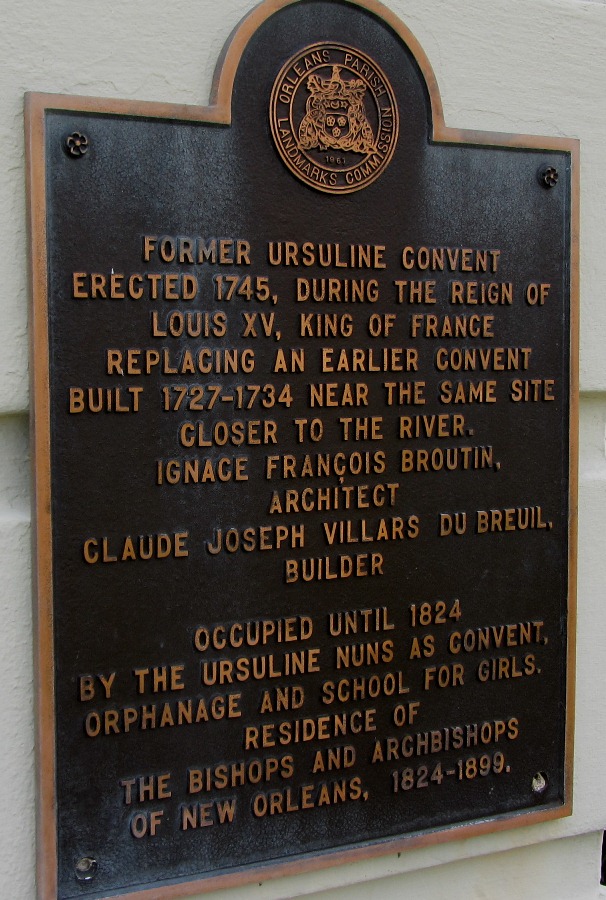 ORLEANS PARISH
LANDMARKS COMMISSION
1961
FORMER URSULINE CONVENT
ERECTED 1745, DURING THE REIGN OF
LOUIS XV, KING OF FRANCE
REPLACING AN EARLIER CONVENT
BUILT 1727-1734 NEAR THE SAME SITE
CLOSER TO THE RIVER.
IGNACE FRANÇOIS BROUTIN,
ARCHITECT
CLAUDE JOSEPH VILLARS DU BREUIL,
BUILDER
OCCUPIED UNTIL 1824
BY THE URSULINE NUNS AS CONVENT,
ORPHANAGE AND SCHOOL FOR GIRLS.
RESIDENCE OF
THE BISHOPS AND ARCHBISHOPS
OF NEW ORLEANS, 1824-1899.